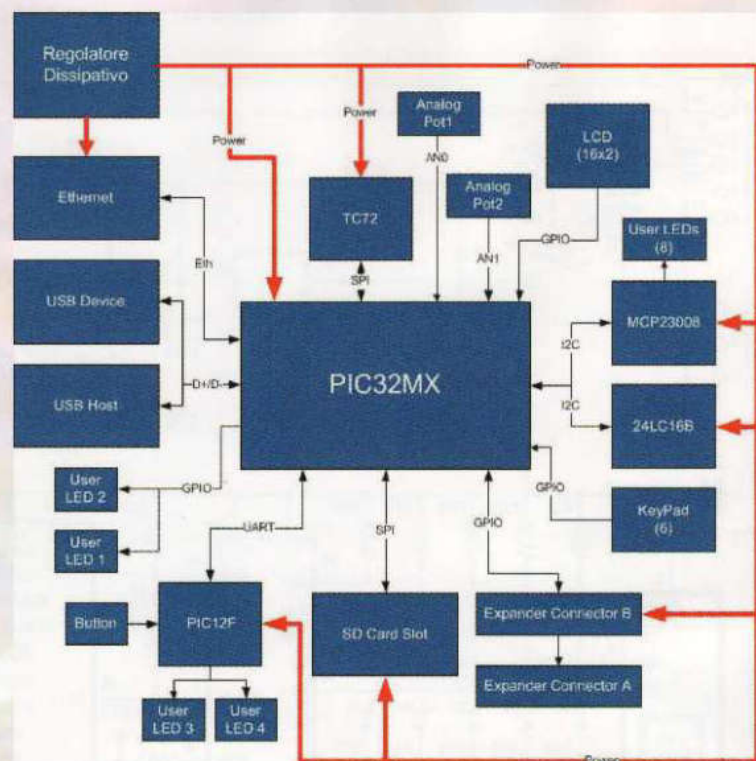 Regolatore
Dissipativo
Power
Power
Power
Analog
Pot1
LCD
(16x2)
Ethernet
AN0
TC72
Analog
Pot2
User LEDs
(8)
GPIO
Eth
SPI
AN1
USB Device
MCP23008
PIC32MX
I2C
USB Host
D+/D-
I2C
24LC16B
User
LED 2
GPIO
GPIO
KeyPad
(6)
User
LED 1
UART
SPI
GPIO
Button
PIC12F
SD Card Slot
Expander Connector B
Expander Connector A
User
LED 3
User
LED 4
Power